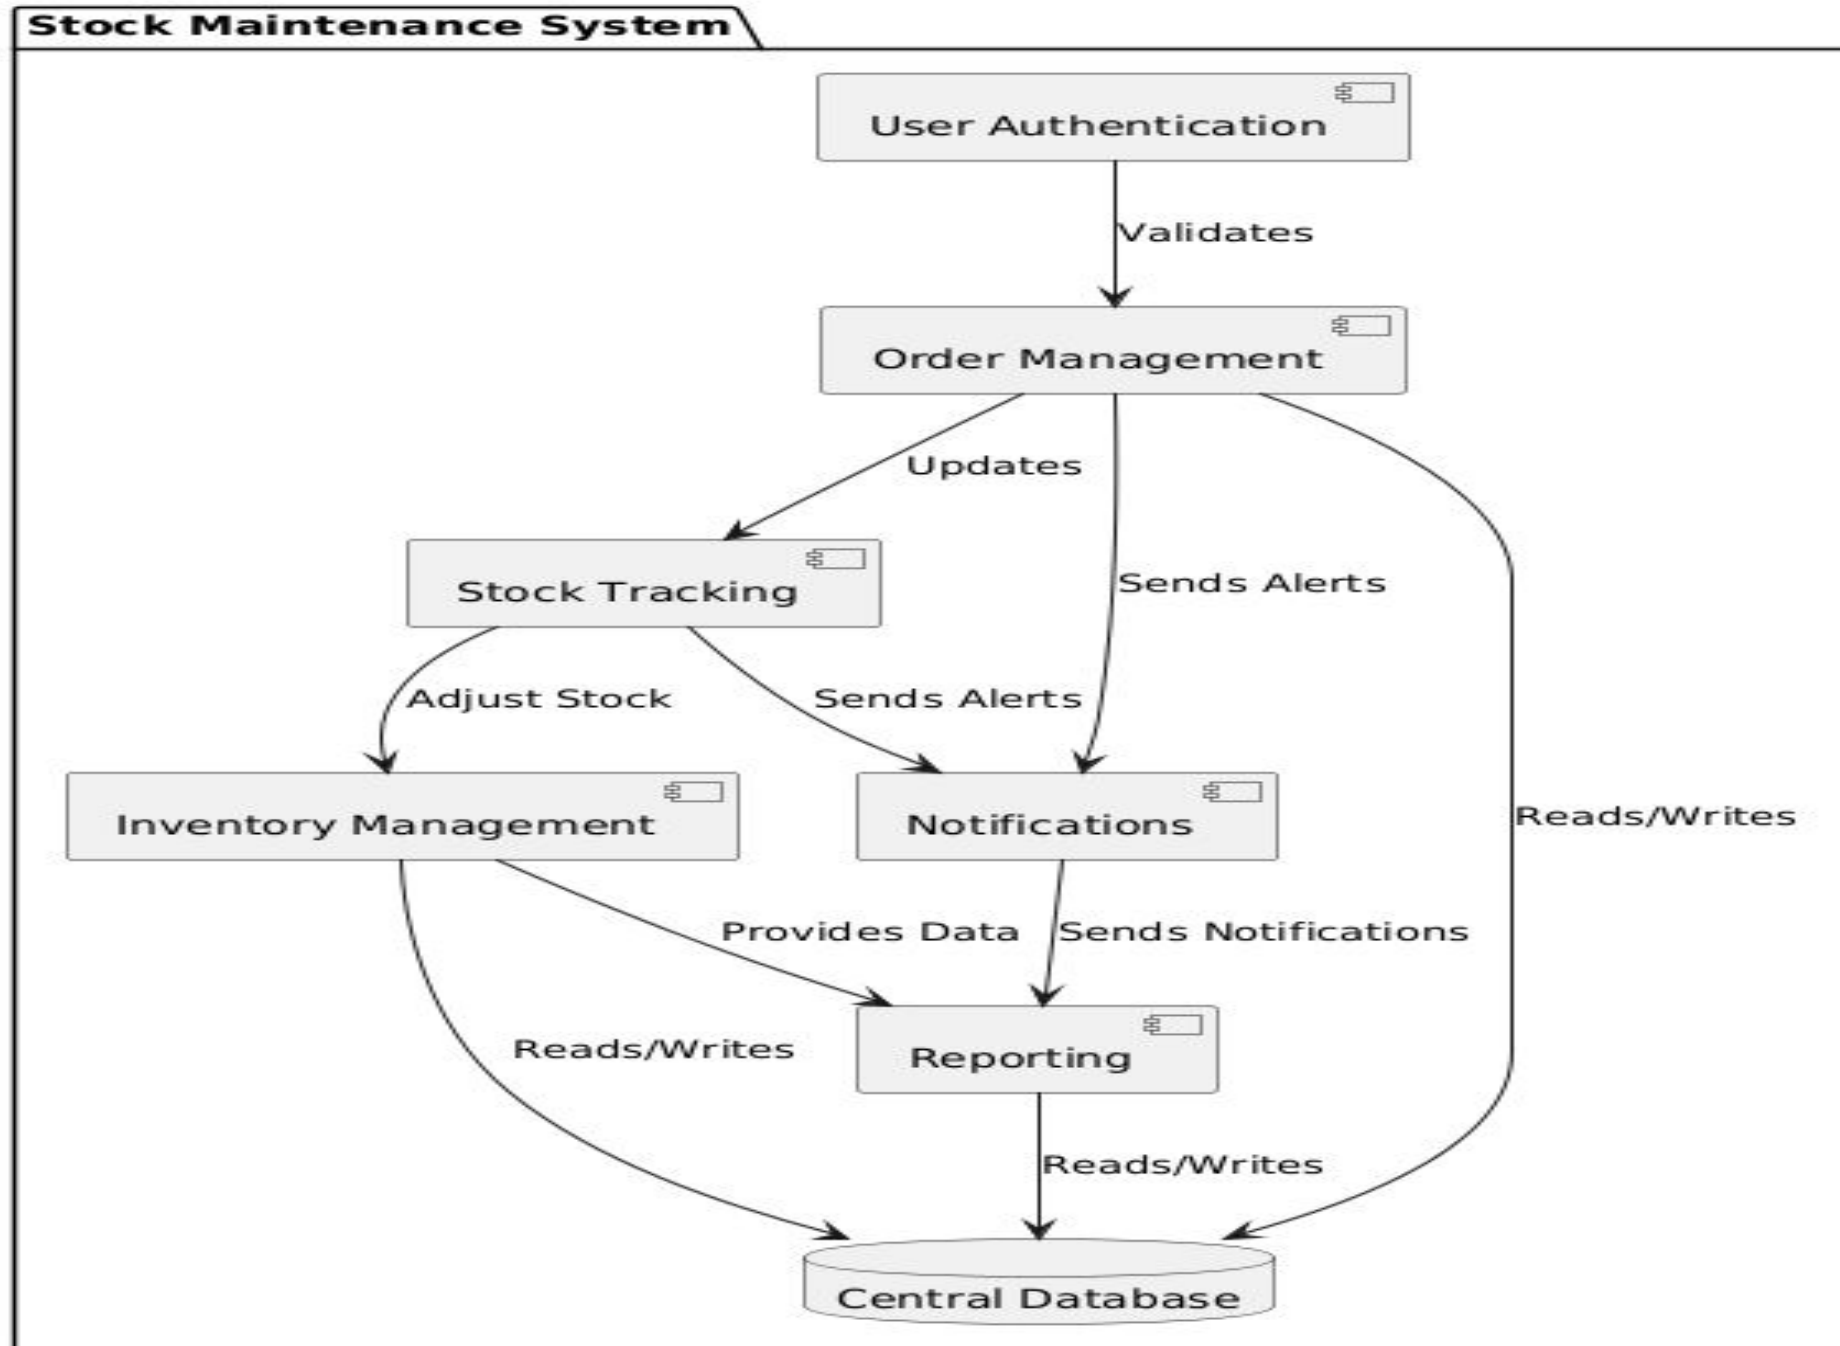 Stock Maintenance System
User Authentication
Validates
Order Management
Updates
Sends Alerts
Stock Tracking
Adjust Stock
Sends Alerts
Inventory Management
Notifications
Reads/Writes
Provides Data
Sends Notifications
Reads/Writes
Reporting
Reads/Writes
Central Database